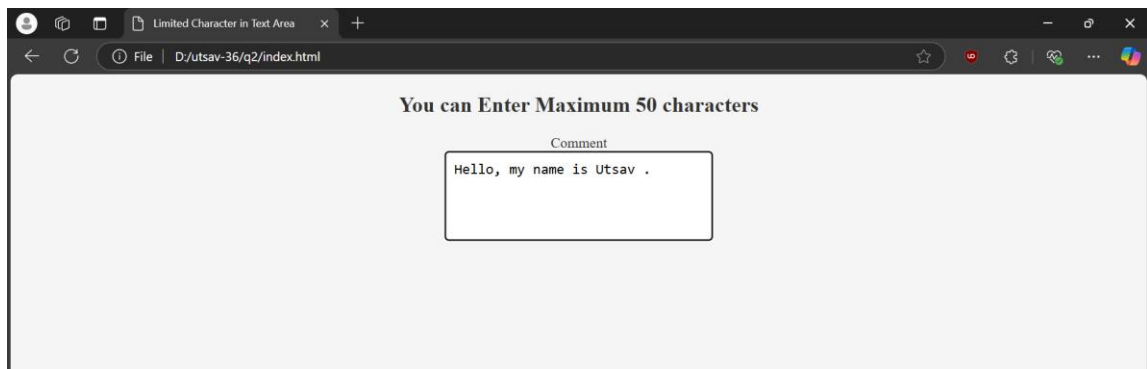 Limited Character in Text Area
File D:/utsav-36/q2/index.html
You can Enter Maximum 50 characters
Comment
Hello, my name is Utsav .